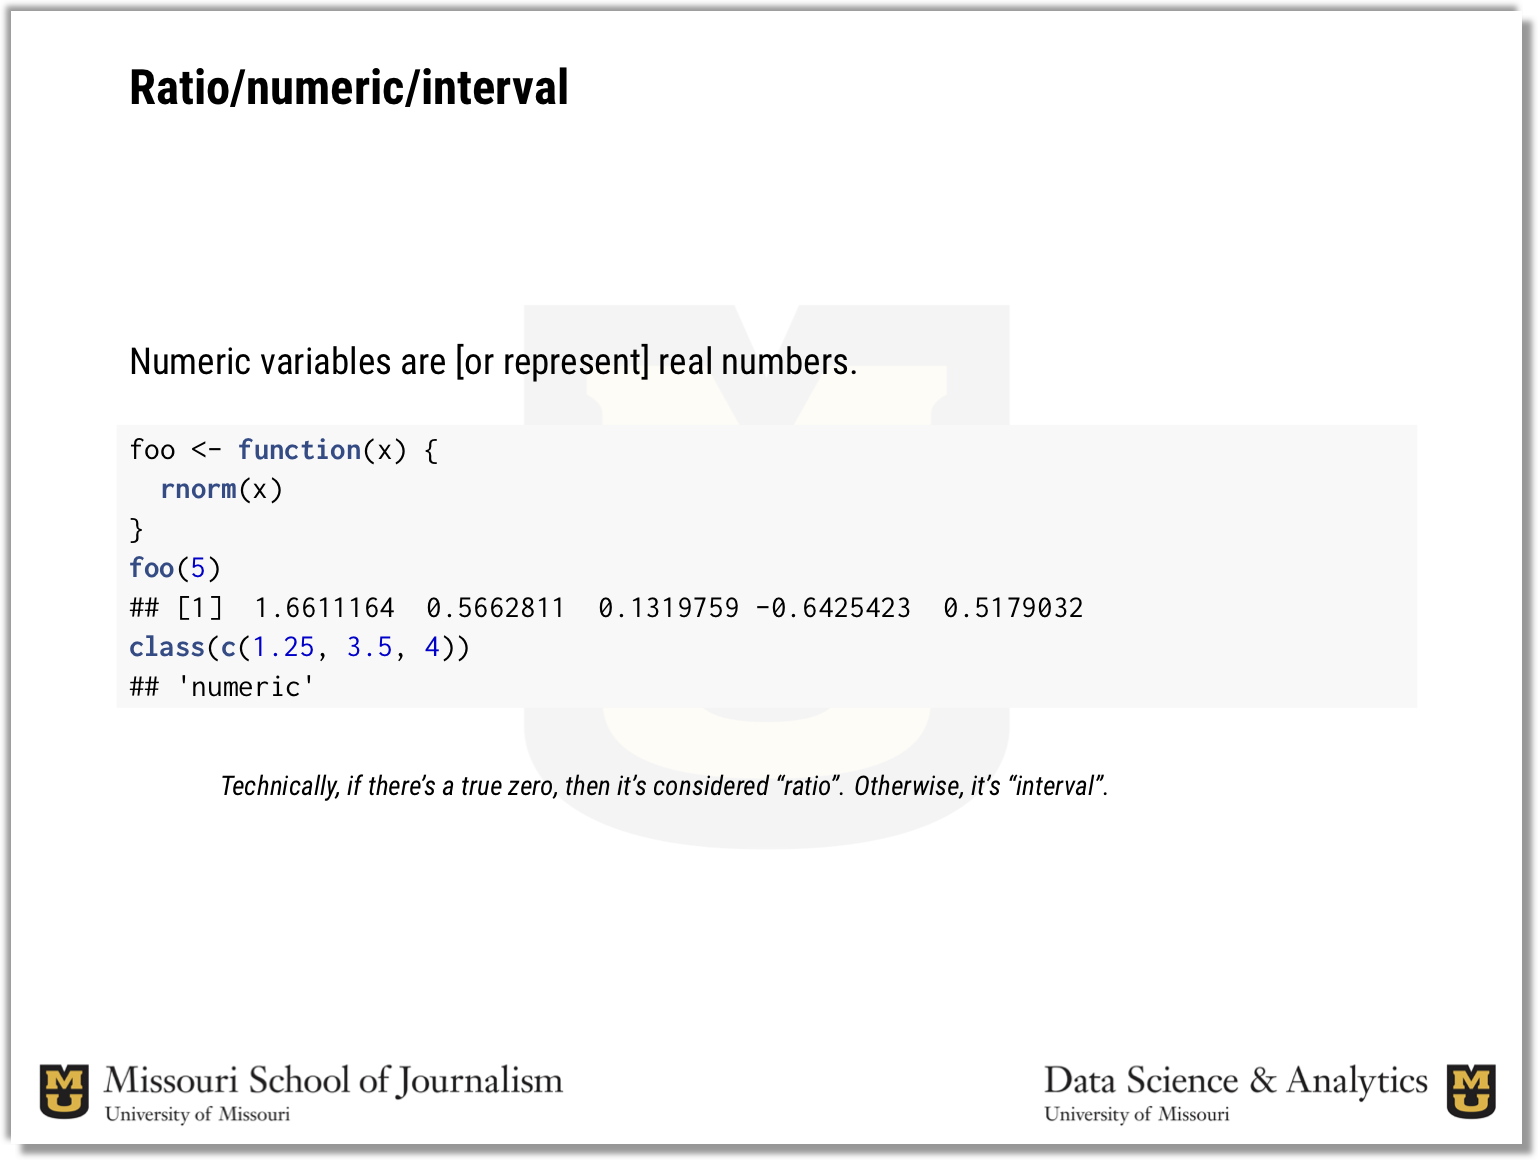 Ratio/numeric/interval
Numeric variables are [or represent] real numbers.
foo <- function(x) {
  rnorm(x)
}
foo(5)
## [1]  1.6611164  0.5662811  0.1319759 -0.6425423  0.5179032
class(c(1.25, 3.5, 4))
## 'numeric'
Technically, if there’s a true zero, then it’s considered “ratio”. Otherwise, it’s “interval”.
Missouri School of Journalism
University of Missouri
Data Science & Analytics
University of Missouri